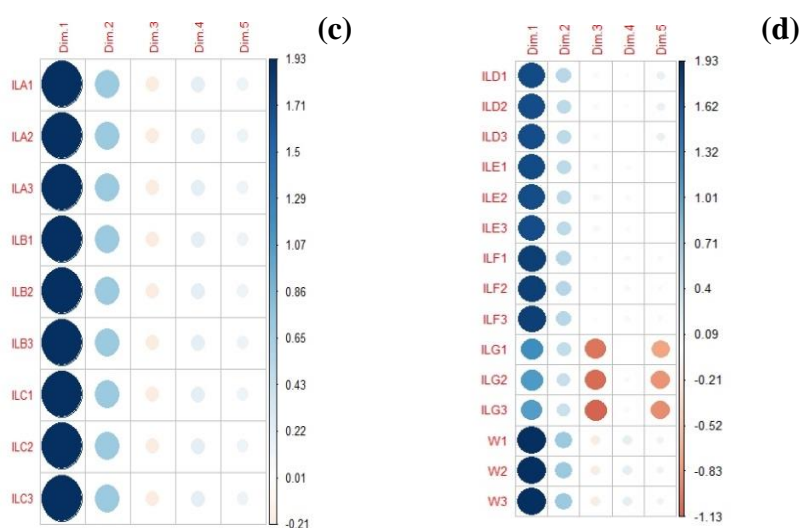 (c)
Dim.1 Dim.2 Dim.3 Dim.4 Dim.5
ILA1
ILA2
ILA3
ILB1
ILB2
ILB3
ILC1
ILC2
ILC3
1.93
1.71
1.5
1.29
1.07
0.86
0.65
0.43
0.22
0.01
-0.21
(d)
Dim.1 Dim.2 Dim.3 Dim.4 Dim.5
ILD1
ILD2
ILD3
ILE1
ILE2
ILE3
ILF1
ILF2
ILF3
ILG1
ILG2
ILG3
W1
W2
W3
1.93
1.62
1.32
1.01
0.71
0.4
0.09
-0.21
-0.52
-0.83
-1.13